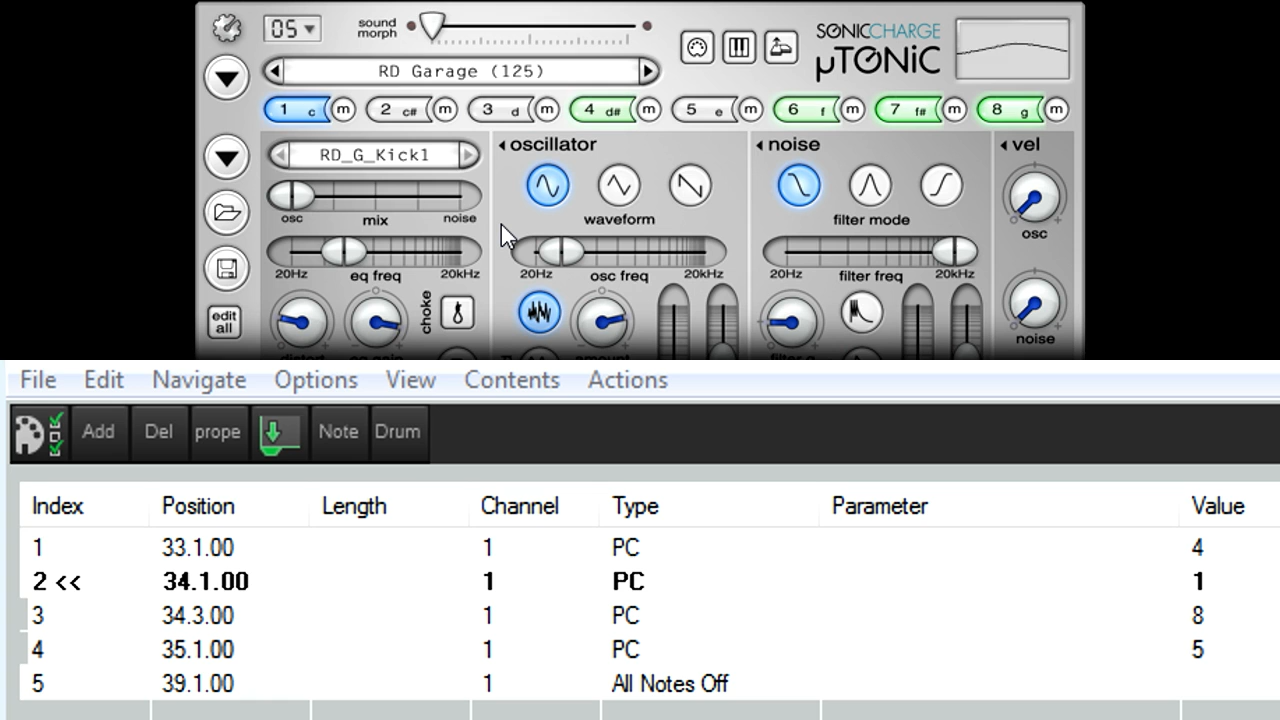 05 sound morph SONICCHARGE
µTONIC
RD Garage (125)
1 c m 2 c# m 3 d m 4 d# m 5 e m 6 f m 7 f# m 8 g m
RD_G_Kick1 oscillator noise vel
osc mix noise waveform filter mode osc
20Hz eq freq 20kHz 20Hz osc freq 20kHz 20Hz filter freq 20kHz
edit all choke noise
File Edit Navigate Options View Contents Actions
Add Del prope Note Drum
Index Position Length Channel Type Parameter Value
1 33.1.00 1 PC 4
2 << 34.1.00 1 PC 1
3 34.3.00 1 PC 8
4 35.1.00 1 PC 5
5 39.1.00 1 All Notes Off